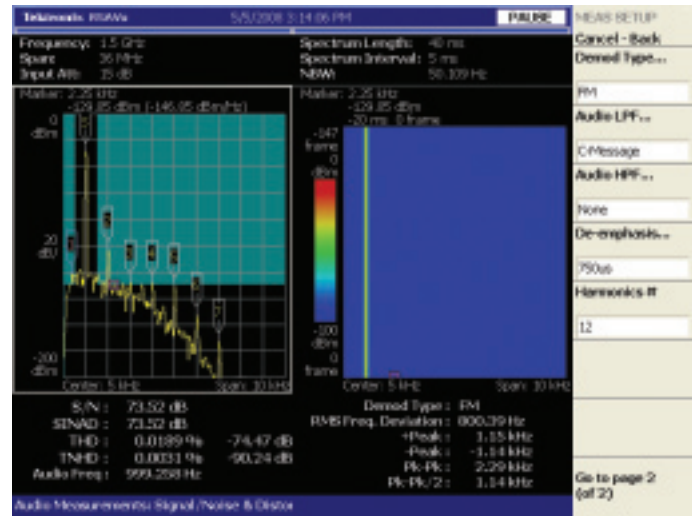 Tektronix RSAVu 5/5/2008 3:14:06 PM PAUSE
MEAS SETUP
Frequency: 1.5 GHz
Spectrum Length: 40 ms
Cancel - Back
Span: 36 MHz
Spectrum Interval: 5 ms
Demod Type...
Input Att: 15 dB
NBW: 50.109 Hz
FM
Marker: 2.25 kHz
-129.85 dBm (-146.85 dBm/Hz)
0
dBm
20
dB/
-200
dBm
Center: 5 kHz Span: 10 kHz
Marker: 2.25 kHz
-129.85 dBm
-20 ms 0 frame
-147
frame
0
dBm
-100
dBm
0
frame
Center: 5 kHz Span: 10 kHz
Audio LPF...
C-Message
Audio HPF...
None
De-emphasis...
750us
Harmonics #
12
Go to page 2
(of 2)
S/N : 73.52 dB
SINAD : 73.52 dB
THD : 0.0189 % -74.47 dB
TNHD : 0.0031 % -90.24 dB
Audio Freq : 999.258 Hz
Demod Type : FM
RMS Freq. Deviation : 800.39 Hz
+Peak : 1.15 kHz
-Peak : -1.14 kHz
Pk-Pk : 2.29 kHz
Pk-Pk/2 : 1.14 kHz
Audio Measurements: Signal /Noise & Distor